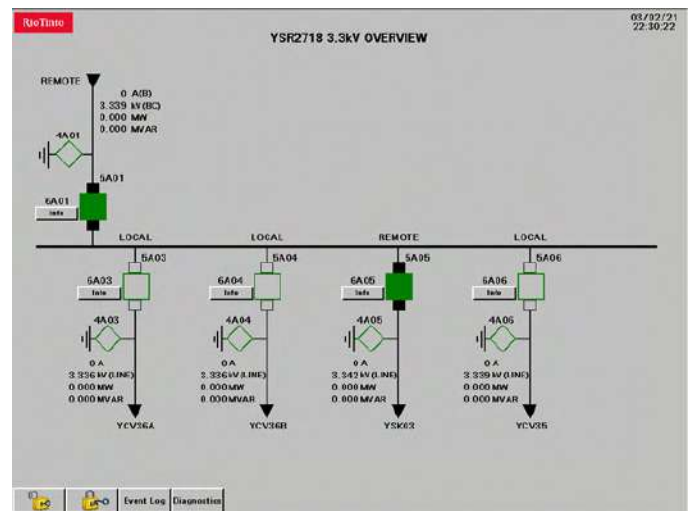 RioTinto
03/02/21
22:30:22
YSR2718 3.3kV OVERVIEW
REMOTE
0 A(B)
3.339 kV (BC)
0.000 MW
0.000 MVAR
4A01
5A01
6A01
Info
LOCAL LOCAL REMOTE LOCAL
5A03 5A04 5A05 5A06
6A03 6A04 6A05 6A06
Info Info Info Info
4A03 4A04 4A05 4A06
0 A 0 A 0 A 0 A
3.336 kV (LINE) 3.336 kV (LINE) 3.342 kV (LINE) 3.339 kV (LINE)
0.000 MW 0.000 MW 0.000 MW 0.000 MW
0.000 MVAR 0.000 MVAR 0.000 MVAR 0.000 MVAR
YCV36A YCV36B YSK03 YCV35
Event Log Diagnostics